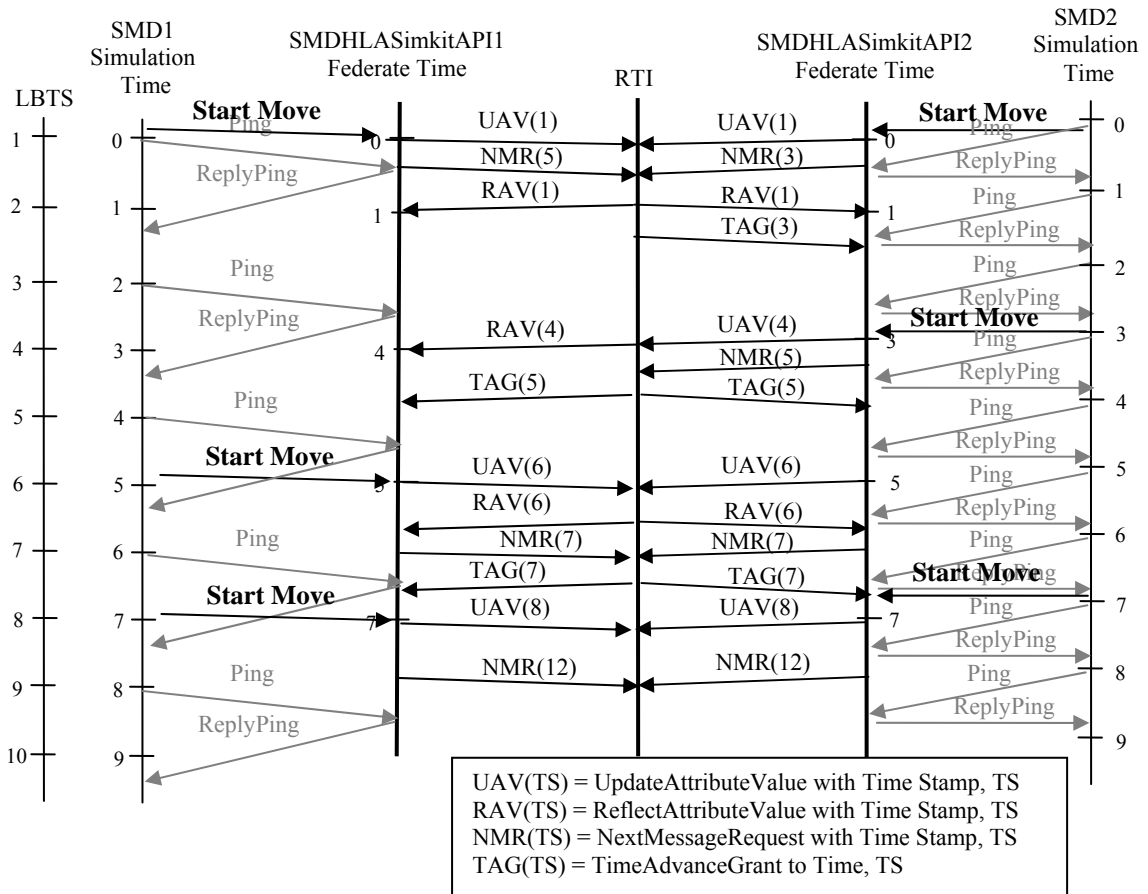 SMD1
Simulation
Time
SMDHLASimkitAPI1
Federate Time
RTI
SMDHLASimkitAPI2
Federate Time
SMD2
Simulation
Time
LBTS
Start Move
Ping
UAV(1)
UAV(1)
Start Move
Ping
1
0
0
0
0
NMR(5)
NMR(3)
ReplyPing
ReplyPing
RAV(1)
RAV(1)
1
2
1
1
1
Ping
TAG(3)
ReplyPing
Ping
2
3
2
Ping
ReplyPing
ReplyPing
Start Move
RAV(4)
UAV(4)
3
4
3
4
3
Ping
NMR(5)
ReplyPing
TAG(5)
TAG(5)
4
5
4
Ping
Ping
ReplyPing
Start Move
UAV(6)
UAV(6)
5
6
5
5
Ping
RAV(6)
RAV(6)
ReplyPing
6
7
6
Ping
NMR(7)
NMR(7)
Ping
TAG(7)
TAG(7)
Start Move
ReplyPing
Start Move
UAV(8)
UAV(8)
7
8
7
7
7
Ping
ReplyPing
NMR(12)
NMR(12)
8
9
8
Ping
Ping
ReplyPing
ReplyPing
9
10
9
UAV(TS) = UpdateAttributeValue with Time Stamp, TS
RAV(TS) = ReflectAttributeValue with Time Stamp, TS
NMR(TS) = NextMessageRequest with Time Stamp, TS
TAG(TS) = TimeAdvanceGrant to Time, TS